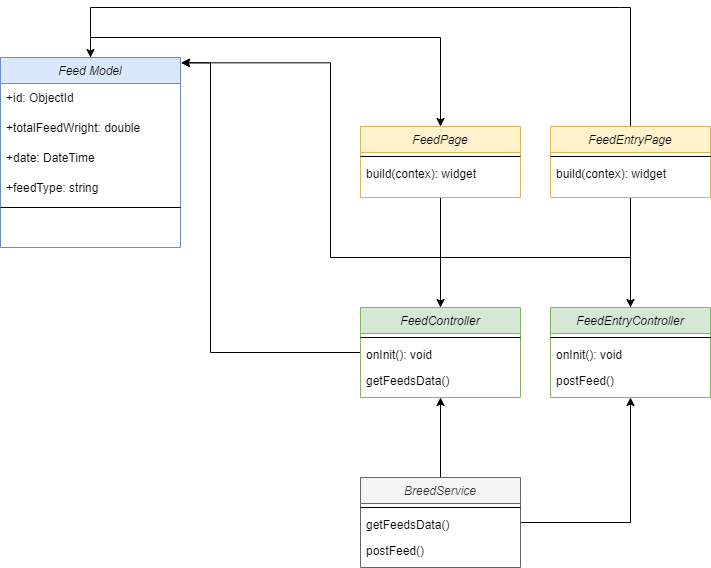 Feed Model
+id: ObjectId
+totalFeedWright: double
+date: DateTime
+feedType: string
FeedPage
build(contex): widget
FeedEntryPage
build(contex): widget
FeedController
onInit(): void
getFeedsData()
FeedEntryController
onInit(): void
postFeed()
BreedService
getFeedsData()
postFeed()